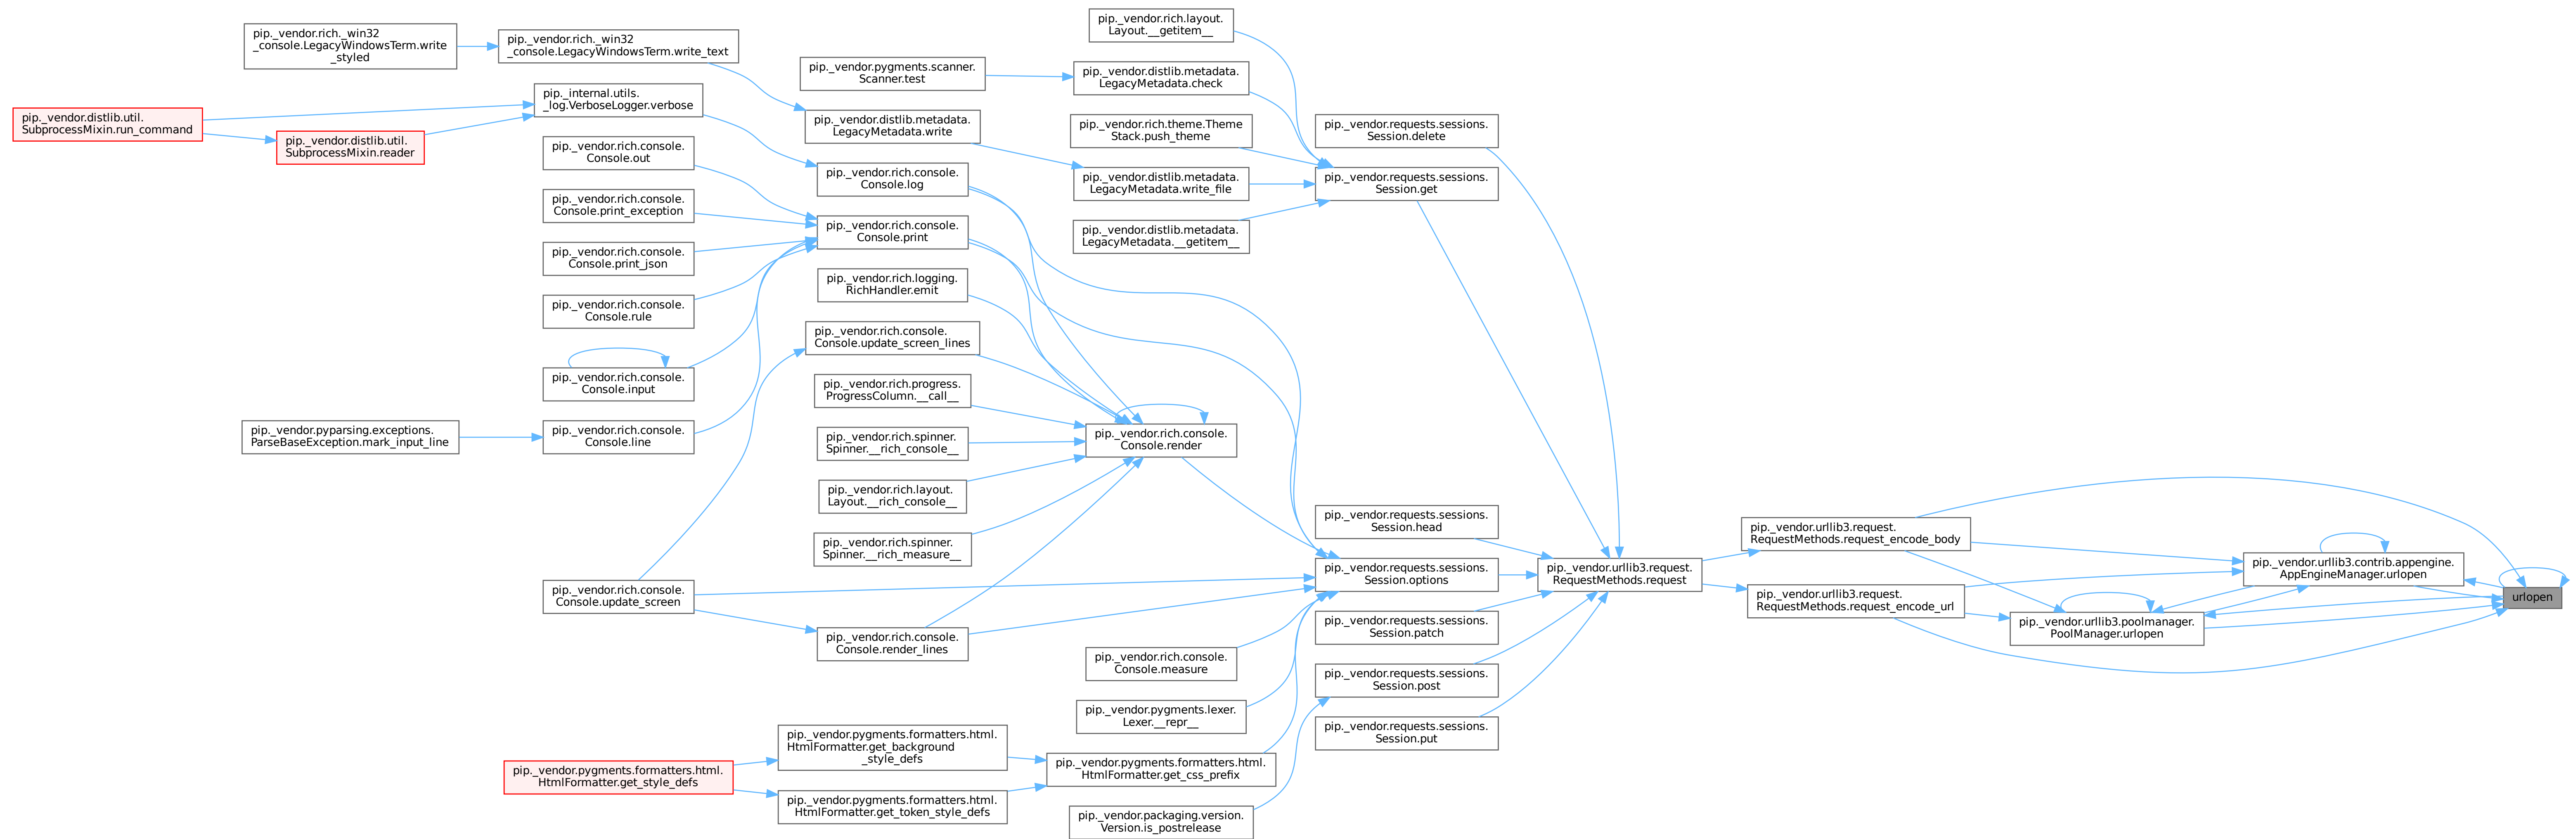 pip._vendor.rich.layout.
Layout.__getitem__
pip._vendor.rich._win32
_console.LegacyWindowsTerm.write
_styled
pip._vendor.rich._win32
_console.LegacyWindowsTerm.write_text
pip._vendor.pygments.scanner.
Scanner.test
pip._vendor.distlib.metadata.
LegacyMetadata.check
pip._internal.utils.
_log.VerboseLogger.verbose
pip._vendor.distlib.util.
SubprocessMixin.run_command
pip._vendor.distlib.util.
SubprocessMixin.reader
pip._vendor.distlib.metadata.
LegacyMetadata.write
pip._vendor.rich.theme.Theme
Stack.push_theme
pip._vendor.requests.sessions.
Session.delete
pip._vendor.rich.console.
Console.out
pip._vendor.rich.console.
Console.log
pip._vendor.distlib.metadata.
LegacyMetadata.write_file
pip._vendor.requests.sessions.
Session.get
pip._vendor.rich.console.
Console.print_exception
pip._vendor.rich.console.
Console.print
pip._vendor.distlib.metadata.
LegacyMetadata.__getitem__
pip._vendor.rich.console.
Console.print_json
pip._vendor.rich.logging.
RichHandler.emit
pip._vendor.rich.console.
Console.rule
pip._vendor.rich.console.
Console.update_screen_lines
pip._vendor.rich.console.
Console.input
pip._vendor.rich.progress.
ProgressColumn.__call__
pip._vendor.pyparsing.exceptions.
ParseBaseException.mark_input_line
pip._vendor.rich.console.
Console.line
pip._vendor.rich.spinner.
Spinner.__rich_console__
pip._vendor.rich.console.
Console.render
pip._vendor.rich.layout.
Layout.__rich_console__
pip._vendor.rich.spinner.
Spinner.__rich_measure__
pip._vendor.requests.sessions.
Session.head
pip._vendor.urllib3.request.
RequestMethods.request_encode_body
pip._vendor.rich.console.
Console.update_screen
pip._vendor.requests.sessions.
Session.options
pip._vendor.urllib3.request.
RequestMethods.request
pip._vendor.urllib3.contrib.appengine.
AppEngineManager.urlopen
urlopen
pip._vendor.urllib3.request.
RequestMethods.request_encode_url
pip._vendor.urllib3.poolmanager.
PoolManager.urlopen
pip._vendor.rich.console.
Console.render_lines
pip._vendor.requests.sessions.
Session.patch
pip._vendor.rich.console.
Console.measure
pip._vendor.requests.sessions.
Session.post
pip._vendor.pygments.lexer.
Lexer.__repr__
pip._vendor.requests.sessions.
Session.put
pip._vendor.pygments.formatters.html.
HtmlFormatter.get_background
_style_defs
pip._vendor.pygments.formatters.html.
HtmlFormatter.get_style_defs
pip._vendor.pygments.formatters.html.
HtmlFormatter.get_css_prefix
pip._vendor.pygments.formatters.html.
HtmlFormatter.get_token_style_defs
pip._vendor.packaging.version.
Version.is_postrelease